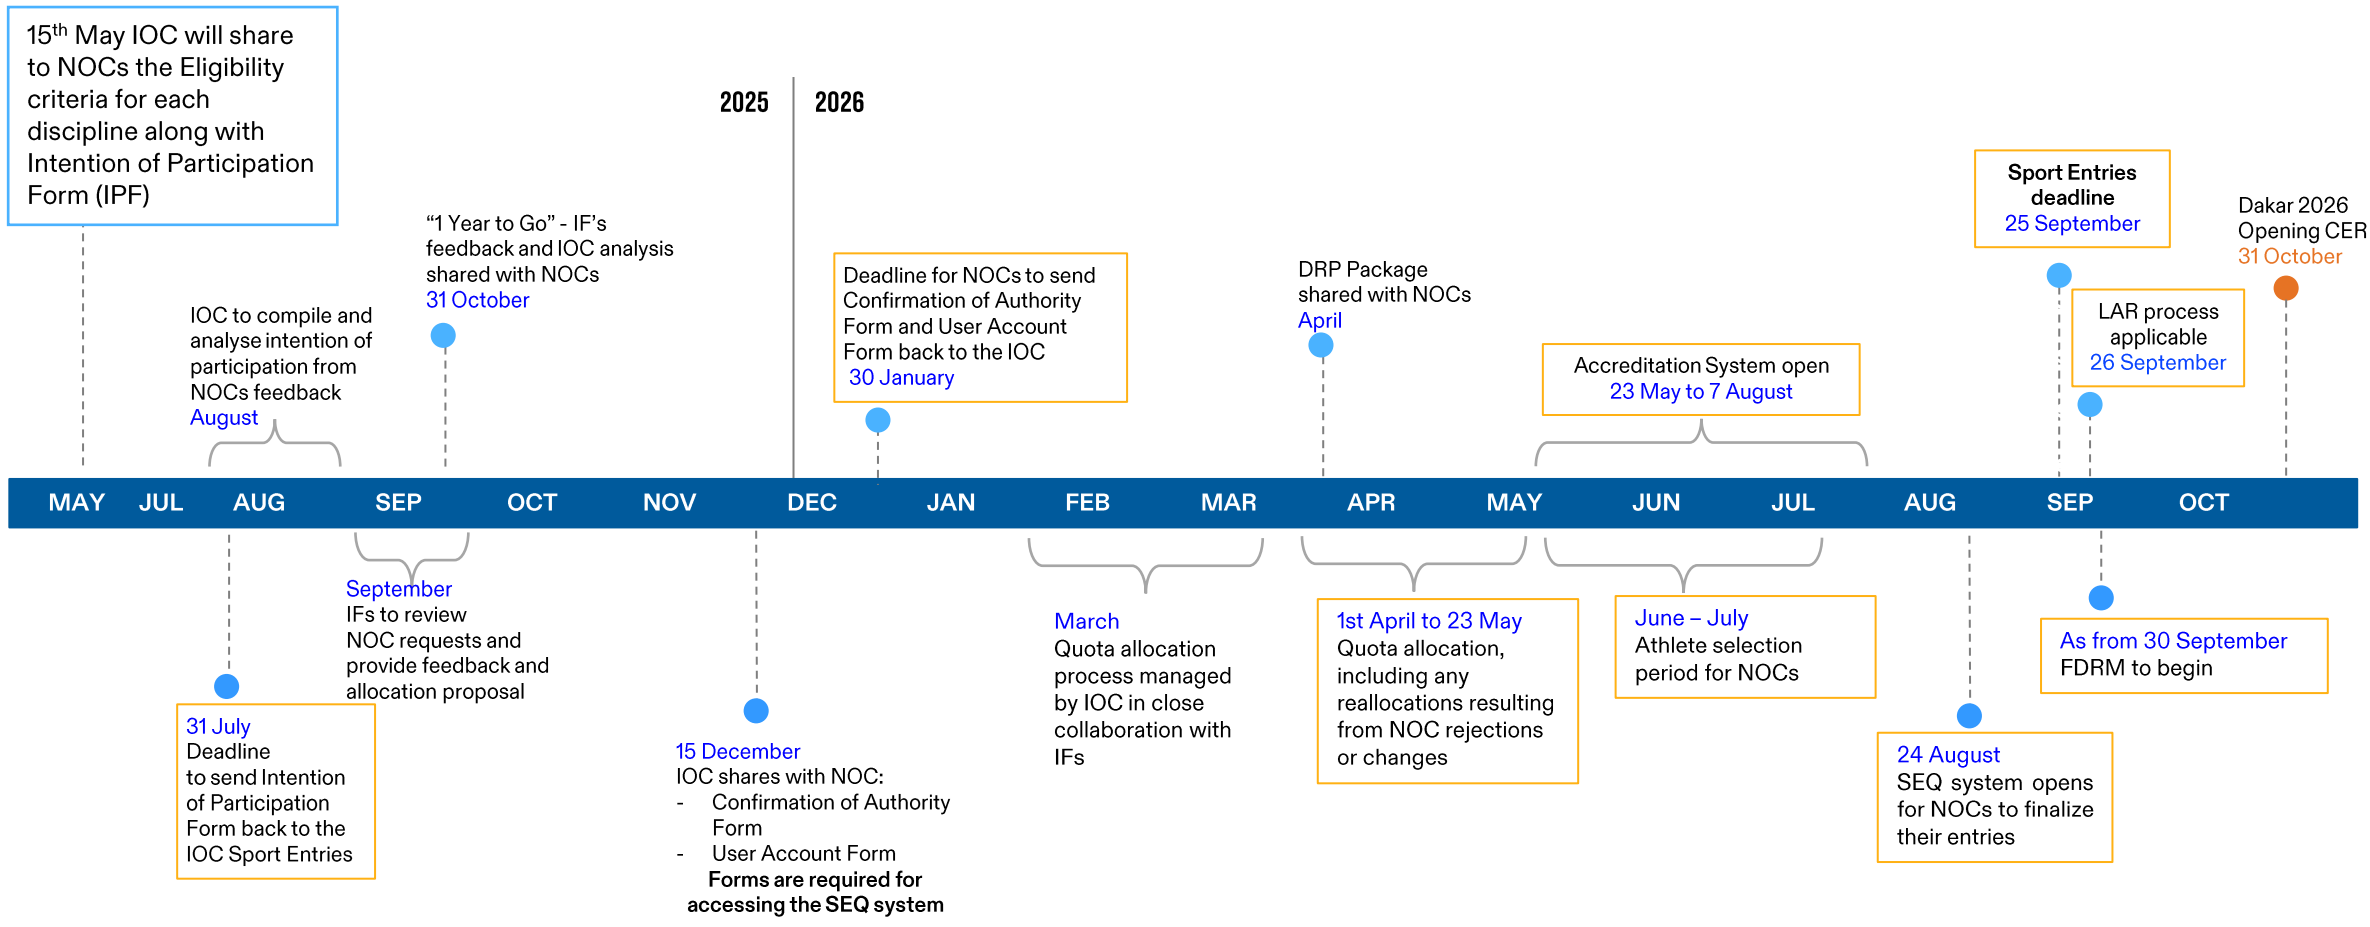 15th May IOC will share
to NOCs the Eligibility
criteria for each
discipline along with
Intention of Participation
Form (IPF)
2025
2026
IOC to compile and
analyse intention of
participation from
NOCs feedback
August
“1 Year to Go” - IF’s
feedback and IOC analysis
shared with NOCs
31 October
Deadline for NOCs to send
Confirmation of Authority
Form and User Account
Form back to the IOC
30 January
DRP Package
shared with NOCs
April
Accreditation System open
23 May to 7 August
Sport Entries
deadline
25 September
LAR process
applicable
26 September
Dakar 2026
Opening CER
31 October
MAY JUL AUG SEP OCT NOV DEC JAN FEB MAR APR MAY JUN JUL AUG SEP OCT
31 July
Deadline
to send Intention
of Participation
Form back to the
IOC Sport Entries
September
IFs to review
NOC requests and
provide feedback and
allocation proposal
15 December
IOC shares with NOC:
- Confirmation of Authority
Form
- User Account Form
Forms are required for
accessing the SEQ system
March
Quota allocation
process managed
by IOC in close
collaboration with
IFs
1st April to 23 May
Quota allocation,
including any
reallocations resulting
from NOC rejections
or changes
June – July
Athlete selection
period for NOCs
24 August
SEQ system opens
for NOCs to finalize
their entries
As from 30 September
FDRM to begin